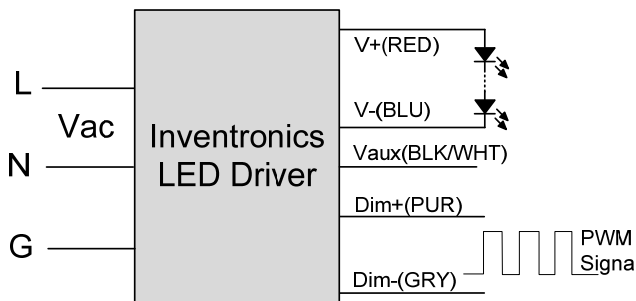 V+(RED)
L
Vac
V-(BLU)
Inventronics
LED Driver
Vaux(BLK/WHT)
N
Dim+(PUR)
G
PWM
Signa
Dim-(GRY)